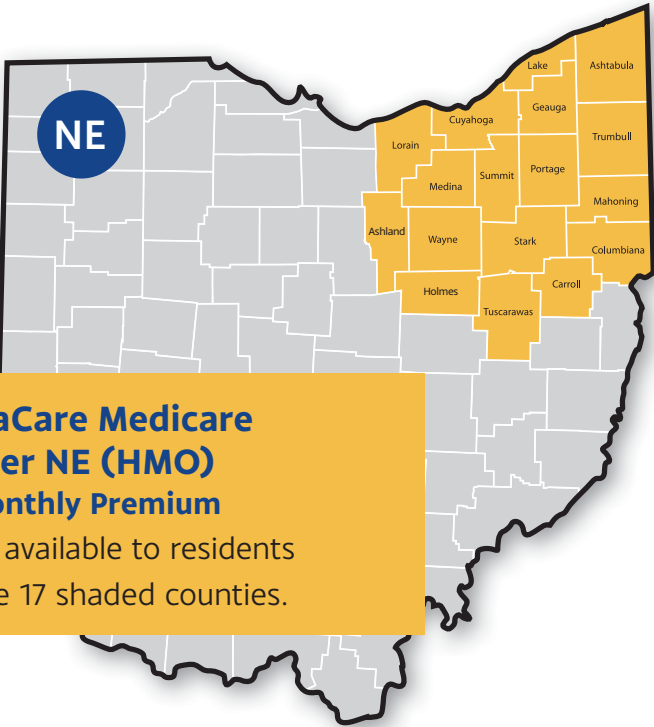 NE
Lake
Ashtabula
Geauga
Cuyahoga
Lorain
Trumbull
Medina
Summit
Portage
Mahoning
Ashland
Wayne
Stark
Columbiana
Holmes
Carroll
Tuscarawas
aCare Medicare
er NE (HMO)
onthly Premium
available to residents
e 17 shaded counties.